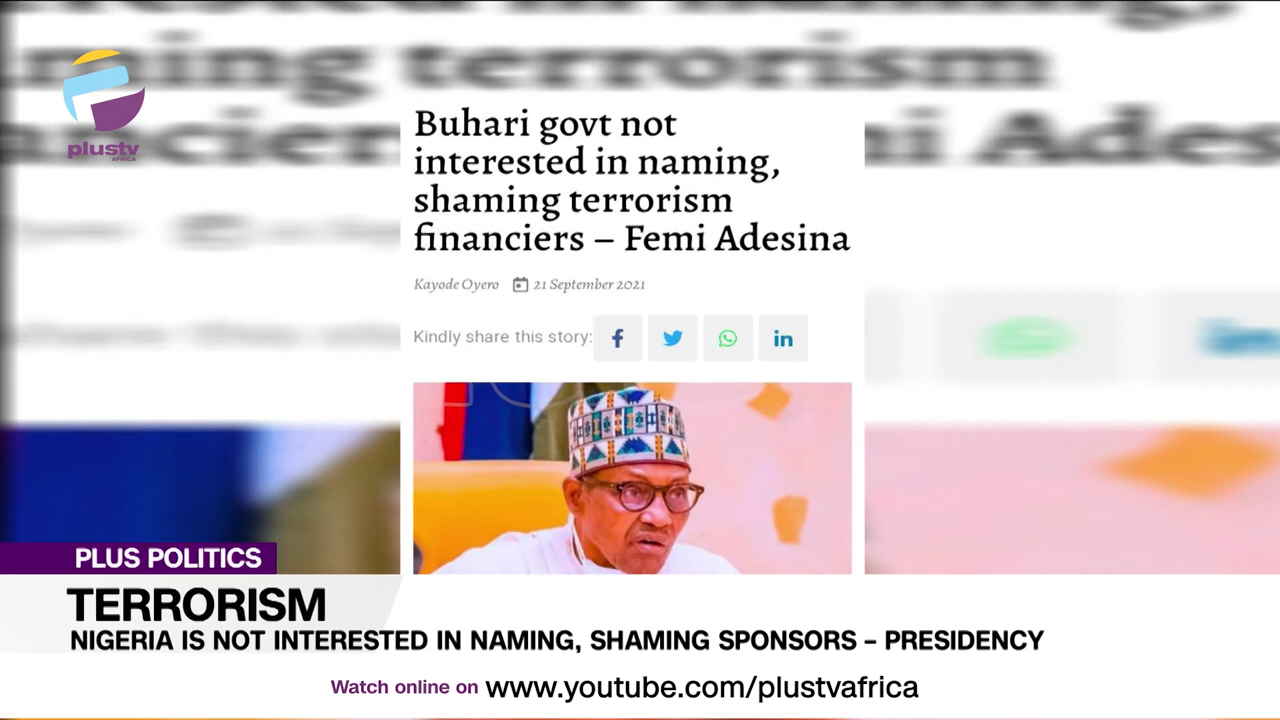 plustv
AFRICA
Buhari govt not
interested in naming,
shaming terrorism
financiers – Femi Adesina
Kayode Oyero 21 September 2021
Kindly share this story:
PLUS POLITICS
TERRORISM
NIGERIA IS NOT INTERESTED IN NAMING, SHAMING SPONSORS – PRESIDENCY
Watch online on www.youtube.com/plustvafrica